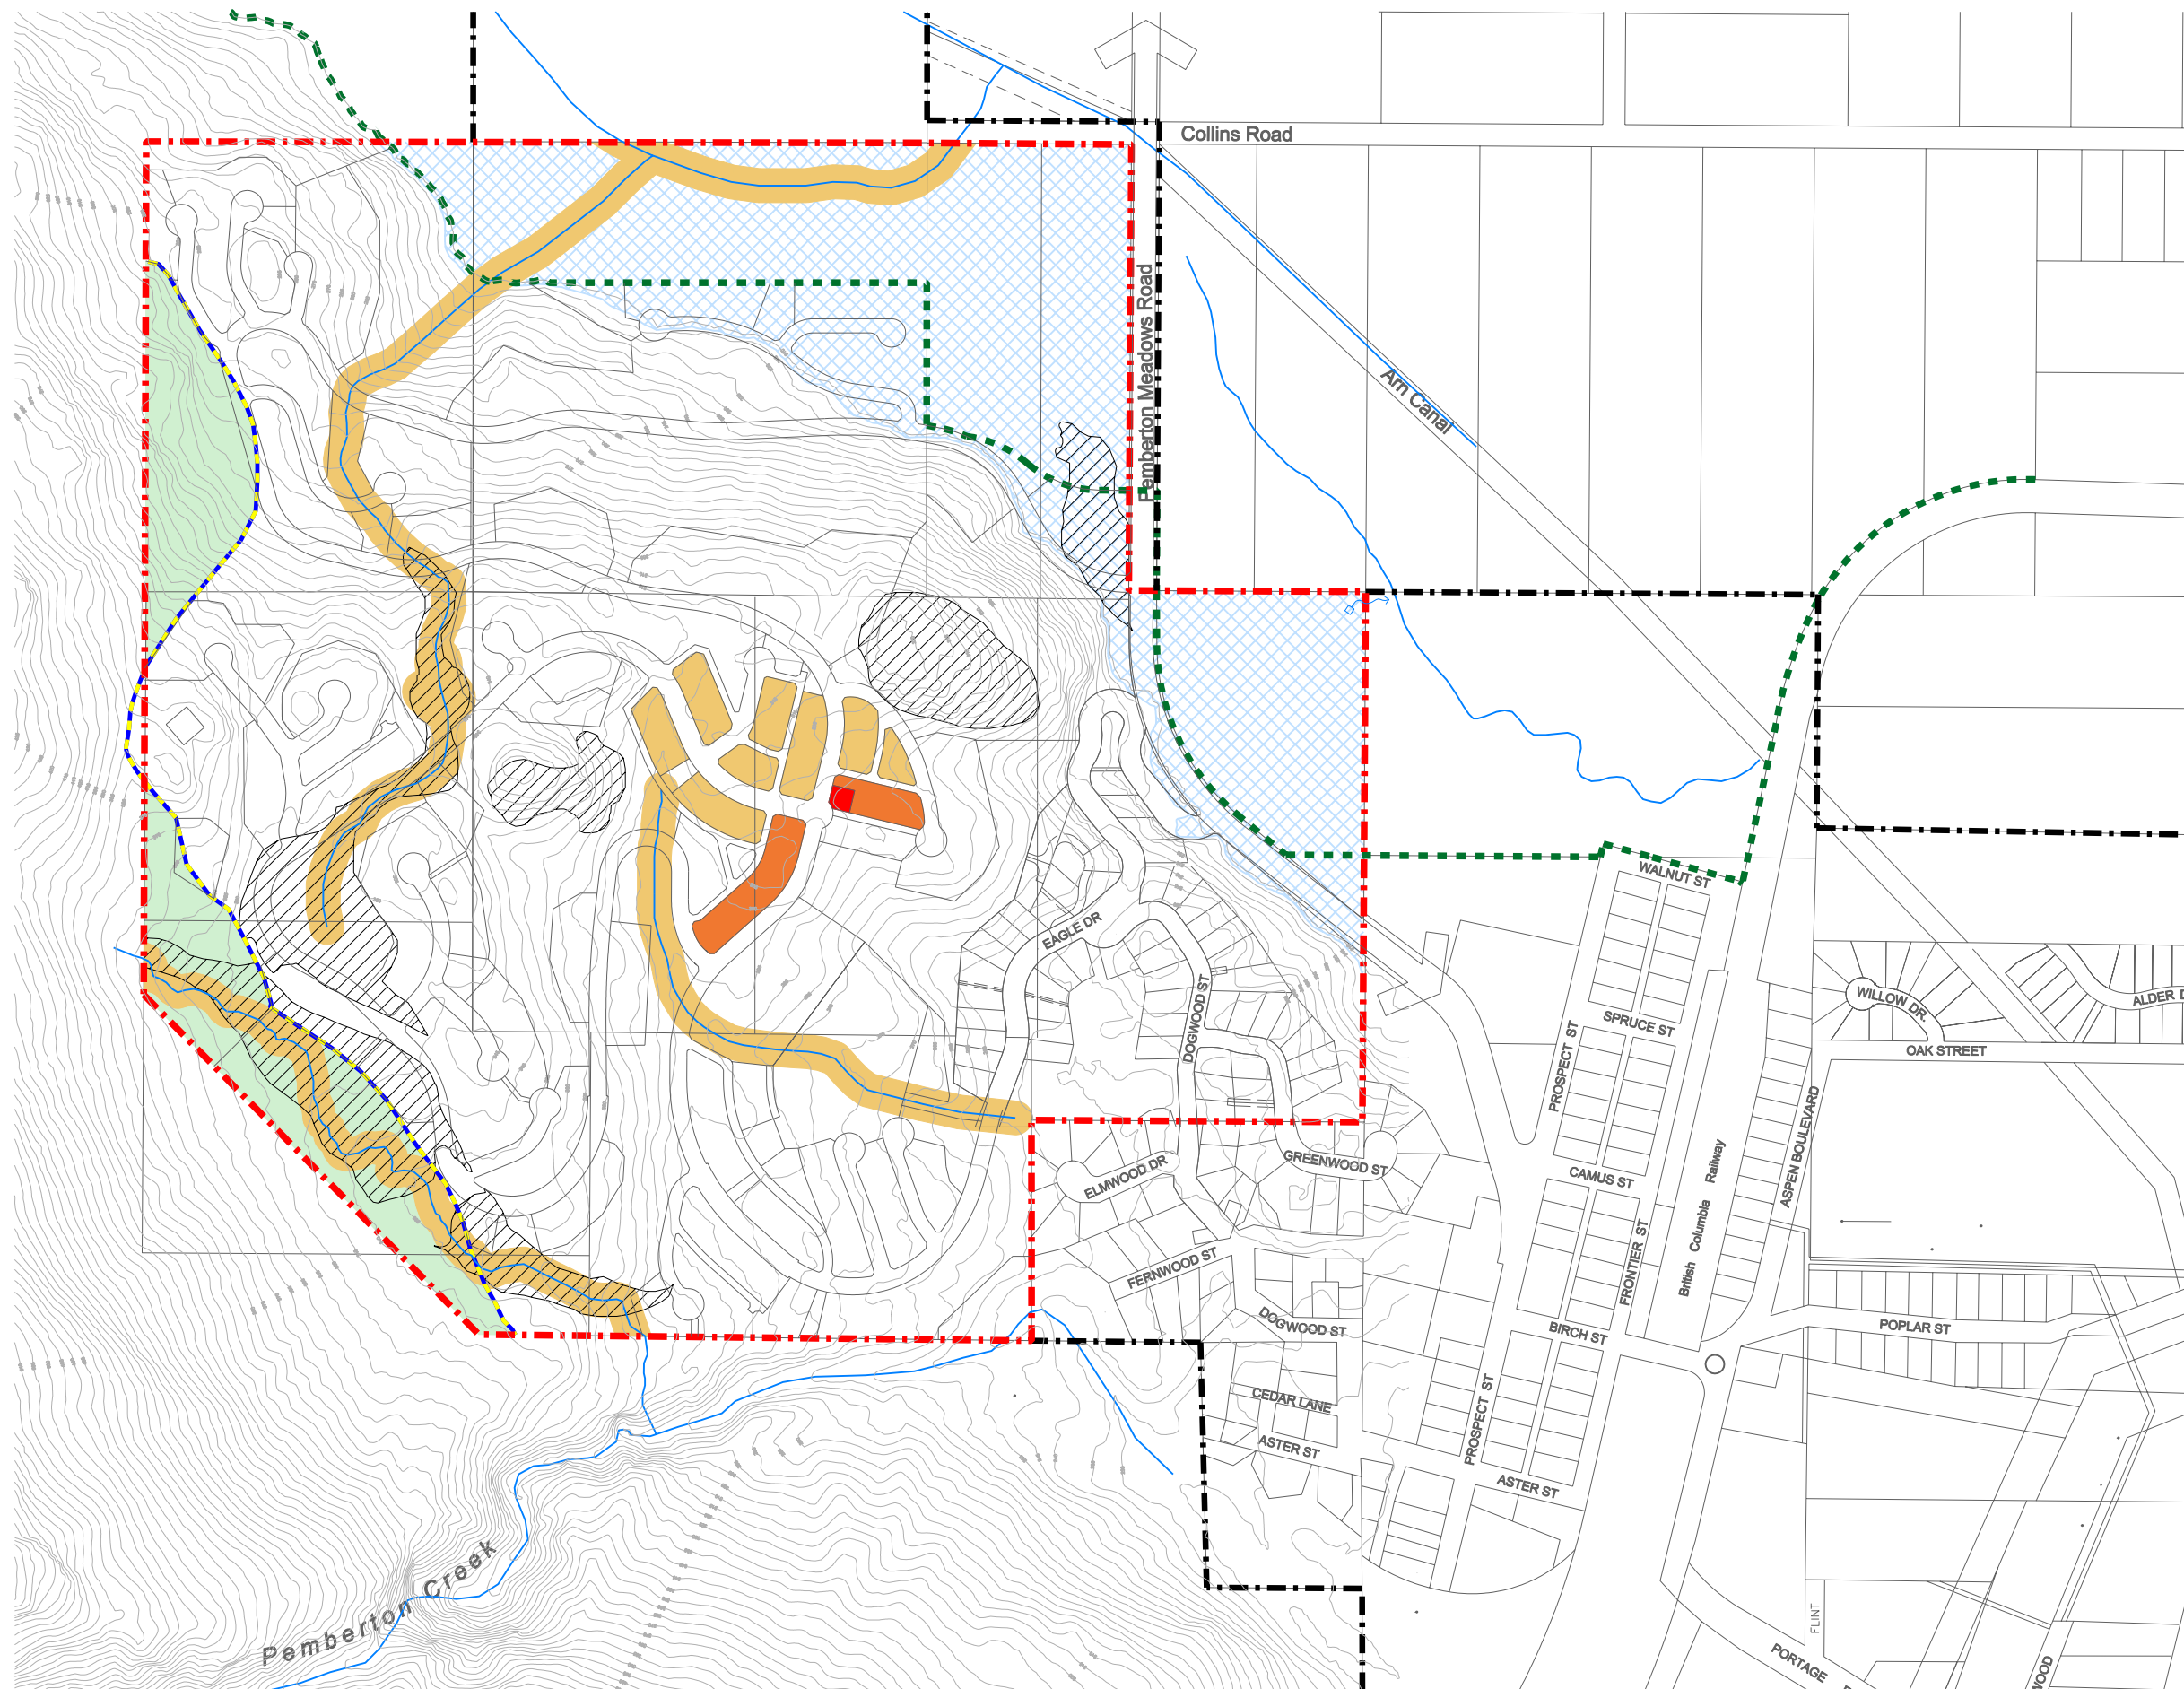 Collins Road
Pemberton Meadows Road
Arn Canal
WALNUT ST
EAGLE DR
DOGWOOD ST
WILLOW DR.
ALDER D
SPRUCE ST
PROSPECT ST
OAK STREET
ASPEN BOULEVARD
ELMWOOD DR
GREENWOOD ST
CAMUS ST
British Columbia Railway
FRONTIER ST
FERNWOOD ST
DOGWOOD ST
BIRCH ST
POPLAR ST
CEDAR LANE
PROSPECT ST
ASTER ST
ASTER ST
Pemberton Creek
FLINT
PORTAGE
WOOD